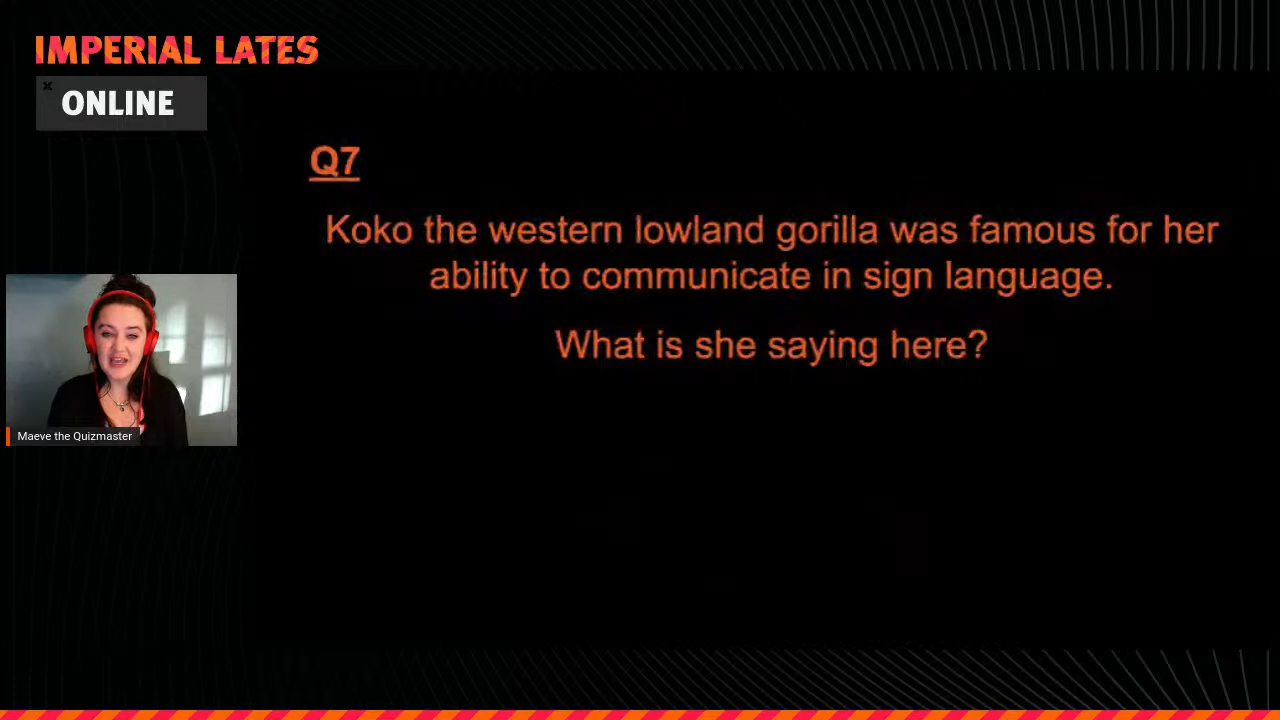 IMPERIAL LATES
ONLINE
Q7
Koko the western lowland gorilla was famous for her
ability to communicate in sign language.
What is she saying here?
Maeve the Quizmaster